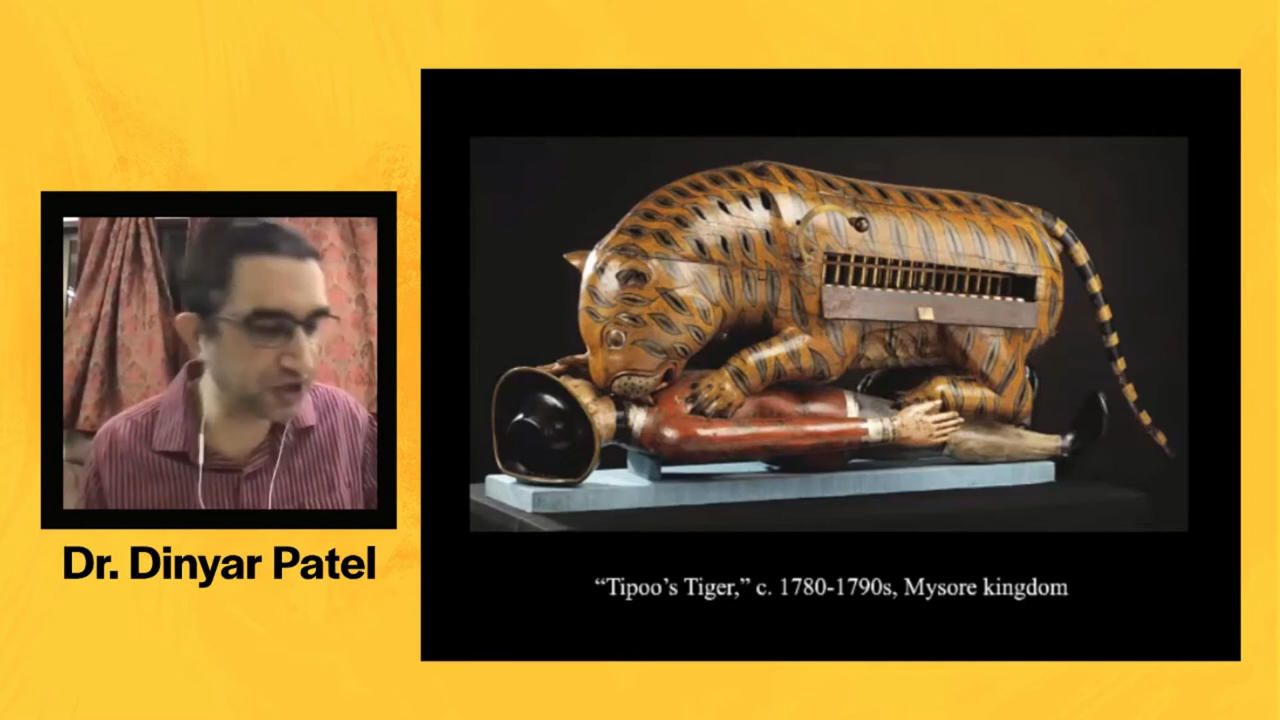 Dr. Dinyar Patel
“Tipoo’s Tiger,” c. 1780-1790s, Mysore kingdom